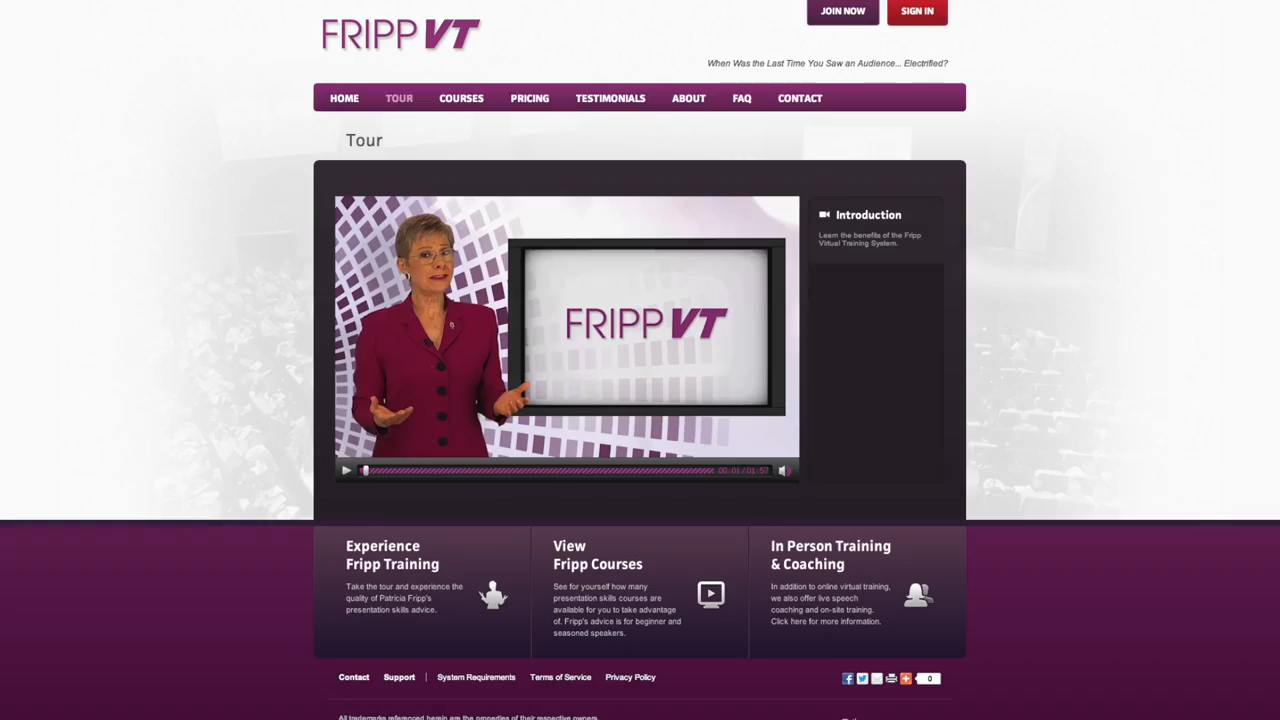 JOIN NOW
SIGN IN
FRIPP VT
When Was the Last Time You Saw an Audience... Electrified?
HOME TOUR COURSES PRICING TESTIMONIALS ABOUT FAQ CONTACT
Tour
Introduction
Learn the benefits of the Fripp
Virtual Training System.
FRIPP VT
00:01 / 01:57
Experience
Fripp Training
Take the tour and experience the
quality of Patricia Fripp's
presentation skills advice.
View
Fripp Courses
See for yourself how many
presentation skills courses are
available for you to take advantage
of. Fripp's advice is for beginner and
seasoned speakers.
In Person Training
& Coaching
In addition to online virtual training,
we also offer live speech
coaching and on-site training.
Click here for more information.
Contact Support | System Requirements Terms of Service Privacy Policy
0
All trademarks referenced herein are the properties of their respective owners.